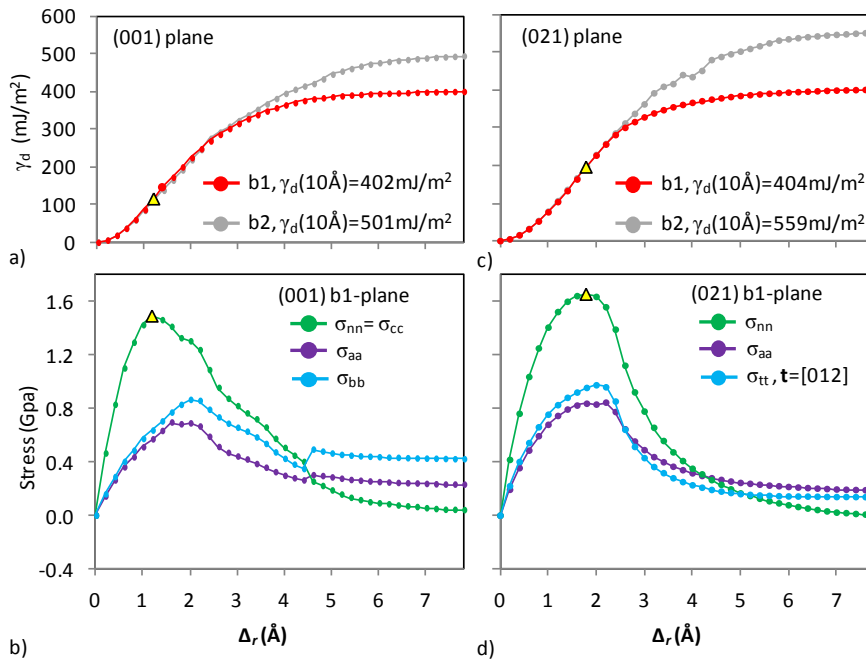 600
500
400
300
200
100
0
γd (mJ/m²)
(001) plane
b1, γd(10Å)=402mJ/m²
b2, γd(10Å)=501mJ/m²
a)
(021) plane
b1, γd(10Å)=404mJ/m²
b2, γd(10Å)=559mJ/m²
c)
1.6
1.2
0.8
0.4
0.0
-0.4
Stress (Gpa)
(001) b1-plane
σnn= σcc
σaa
σbb
0 1 2 3 4 5 6 7
Δr (Å)
b)
(021) b1-plane
σnn
σaa
σtt , t=[012]
0 1 2 3 4 5 6 7
Δr (Å)
d)